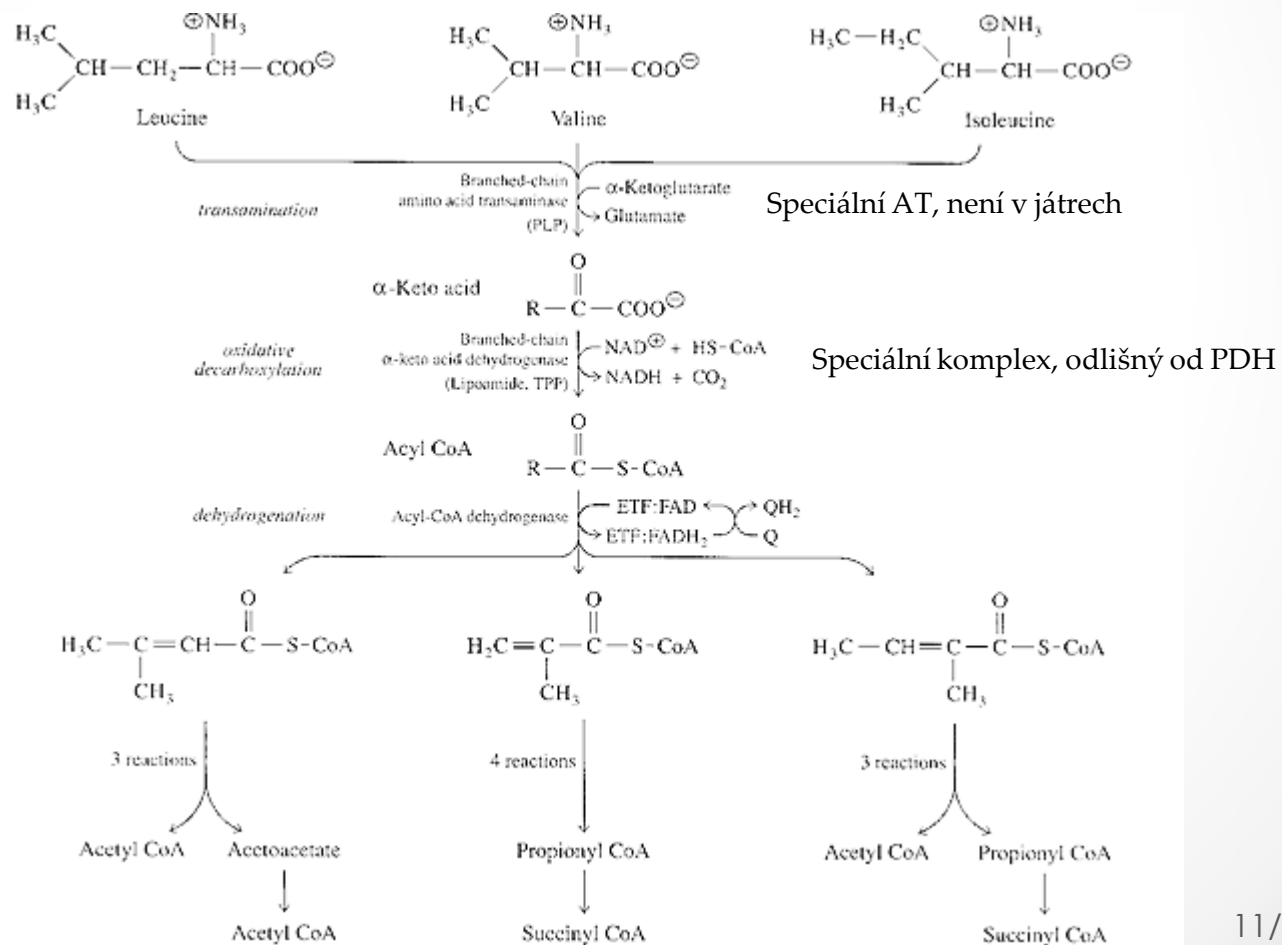 ⊕NH₃ ⊕NH₃ ⊕NH₃
H₃C H₃C H₃C—H₂C
CH—CH₂—CH—COO⊖ CH—CH—COO⊖ CH—CH—COO⊖
H₃C H₃C H₃C
Leucine Valine Isoleucine
transamination
Branched-chain
amino acid transaminase
(PLP)
α-Ketoglutarate
Glutamate
Speciální AT, není v játrech
O
α-Keto acid R—C—COO⊖
oxidative
decarboxylation
Branched-chain
α-keto acid dehydrogenase
(Lipoamide, TPP)
NAD⊕ + HS-CoA
NADH + CO₂
Speciální komplex, odlišný od PDH
O
Acyl CoA R—C—S-CoA
dehydrogenation
Acyl-CoA dehydrogenase
ETF:FAD QH₂
ETF:FADH₂ Q
O O O
H₃C—C=CH—C—S-CoA H₂C=C—C—S-CoA H₃C—CH=C—C—S-CoA
CH₃ CH₃ CH₃
3 reactions 4 reactions 3 reactions
Acetyl CoA Acetoacetate Propionyl CoA Acetyl CoA Propionyl CoA
Acetyl CoA Succinyl CoA Succinyl CoA
11/